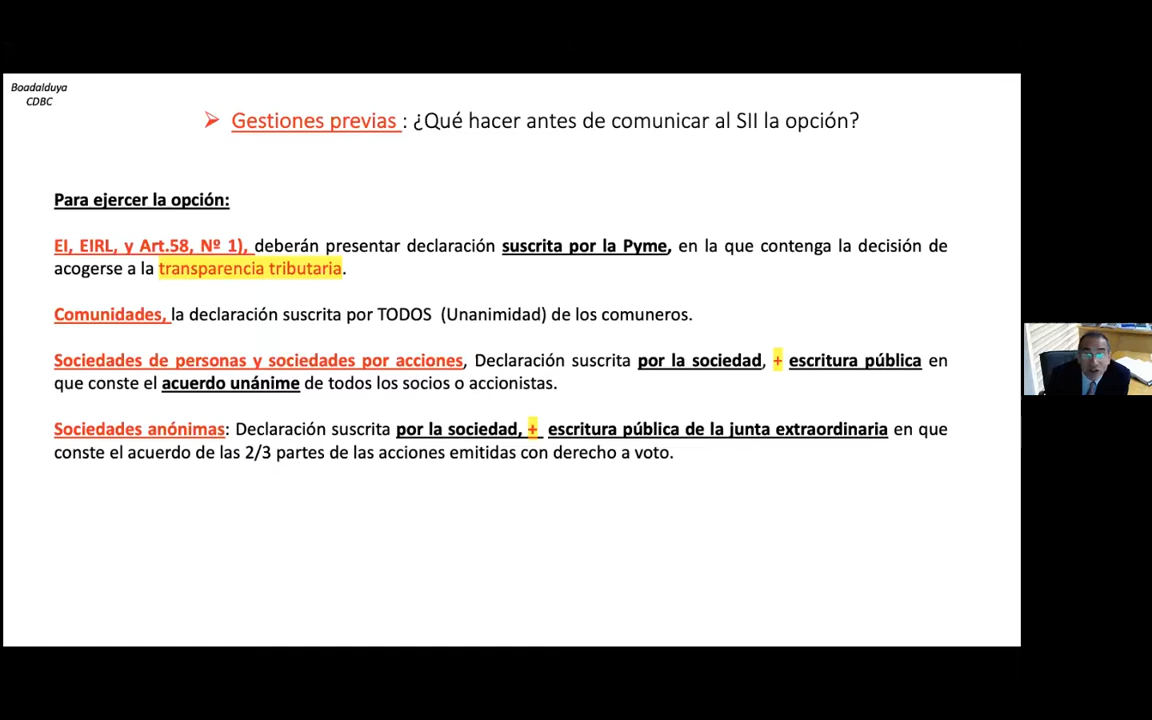 Boadalduya
CDBC
➢ Gestiones previas : ¿Qué hacer antes de comunicar al SII la opción?
Para ejercer la opción:
EI, EIRL, y Art.58, Nº 1), deberán presentar declaración suscrita por la Pyme, en la que contenga la decisión de
acogerse a la transparencia tributaria.
Comunidades, la declaración suscrita por TODOS (Unanimidad) de los comuneros.
Sociedades de personas y sociedades por acciones, Declaración suscrita por la sociedad, + escritura pública en
que conste el acuerdo unánime de todos los socios o accionistas.
Sociedades anónimas: Declaración suscrita por la sociedad, + escritura pública de la junta extraordinaria en que
conste el acuerdo de las 2/3 partes de las acciones emitidas con derecho a voto.